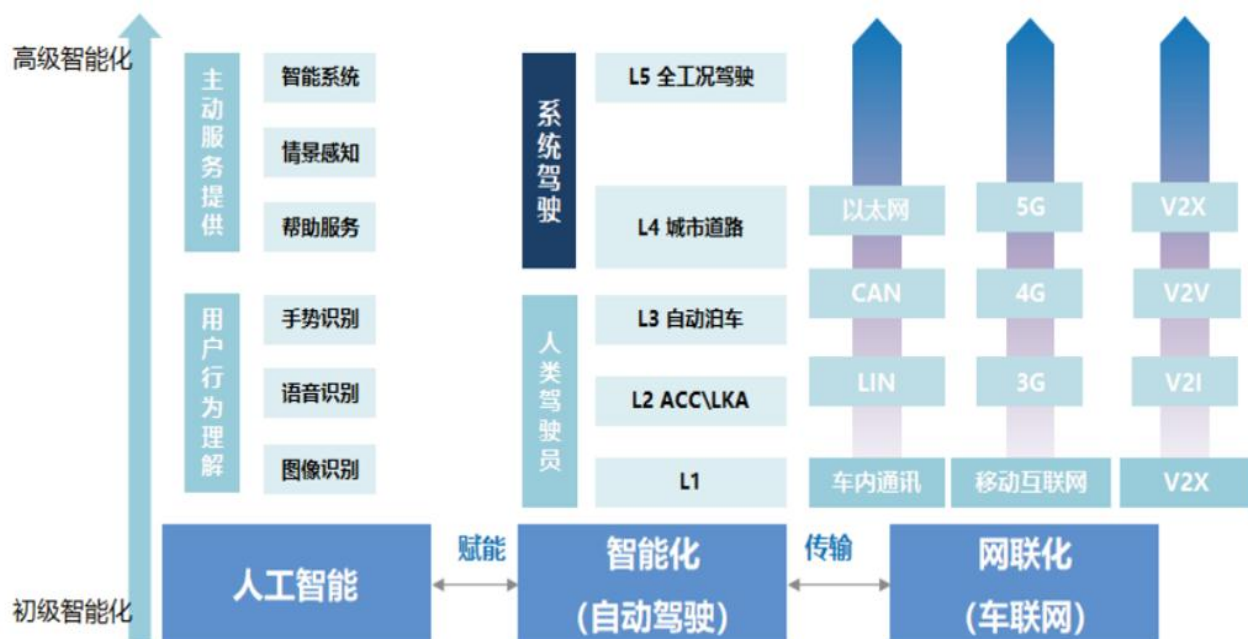 高级智能化
主动服务提供
智能系统
情景感知
帮助服务
用户行为理解
手势识别
语音识别
图像识别
系统驾驶
L5 全工况驾驶
L4 城市道路
人类驾驶员
L3 自动泊车
L2 ACC\LKA
L1
以太网
5G
V2X
CAN
4G
V2V
LIN
3G
V2I
车内通讯
移动互联网
V2X
初级智能化
人工智能
赋能
智能化
（自动驾驶）
传输
网联化
（车联网）